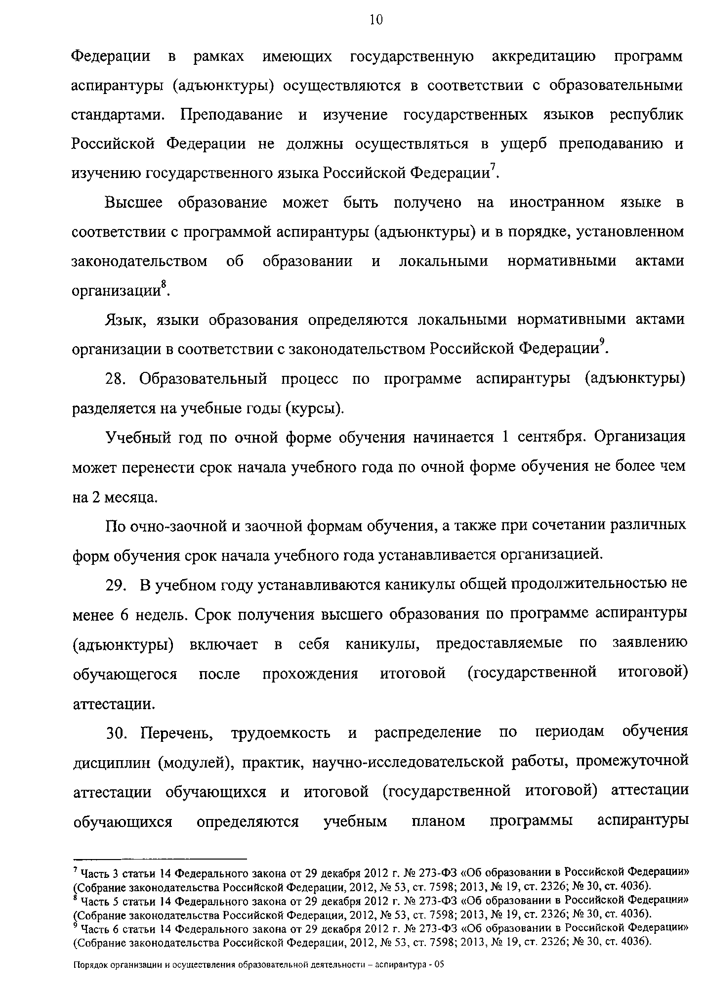 10
Федерации в рамках имеющих государственную аккредитацию программ
аспирантуры (адъюнктуры) осуществляются в соответствии с образовательными
стандартами. Преподавание и изучение государственных языков республик
Российской Федерации не должны осуществляться в ущерб преподаванию и
изучению государственного языка Российской Федерации⁷.
Высшее образование может быть получено на иностранном языке в
соответствии с программой аспирантуры (адъюнктуры) и в порядке, установленном
законодательством об образовании и локальными нормативными актами
организации⁸.
Язык, языки образования определяются локальными нормативными актами
организации в соответствии с законодательством Российской Федерации⁹.
28. Образовательный процесс по программе аспирантуры (адъюнктуры)
разделяется на учебные годы (курсы).
Учебный год по очной форме обучения начинается 1 сентября. Организация
может перенести срок начала учебного года по очной форме обучения не более чем
на 2 месяца.
По очно-заочной и заочной формам обучения, а также при сочетании различных
форм обучения срок начала учебного года устанавливается организацией.
29. В учебном году устанавливаются каникулы общей продолжительностью не
менее 6 недель. Срок получения высшего образования по программе аспирантуры
(адъюнктуры) включает в себя каникулы, предоставляемые по заявлению
обучающегося после прохождения итоговой (государственной итоговой)
аттестации.
30. Перечень, трудоемкость и распределение по периодам обучения
дисциплин (модулей), практик, научно-исследовательской работы, промежуточной
аттестации обучающихся и итоговой (государственной итоговой) аттестации
обучающихся определяются учебным планом программы аспирантуры
⁷ Часть 3 статьи 14 Федерального закона от 29 декабря 2012 г. № 273-ФЗ «Об образовании в Российской Федерации»
(Собрание законодательства Российской Федерации, 2012, № 53, ст. 7598; 2013, № 19, ст. 2326; № 30, ст. 4036).
⁸ Часть 5 статьи 14 Федерального закона от 29 декабря 2012 г. № 273-ФЗ «Об образовании в Российской Федерации»
(Собрание законодательства Российской Федерации, 2012, № 53, ст. 7598; 2013, № 19, ст. 2326; № 30, ст. 4036).
⁹ Часть 6 статьи 14 Федерального закона от 29 декабря 2012 г. № 273-ФЗ «Об образовании в Российской Федерации»
(Собрание законодательства Российской Федерации, 2012, № 53, ст. 7598; 2013, № 19, ст. 2326; № 30, ст. 4036).
Порядок организации и осуществления образовательной деятельности – аспирантура - 05